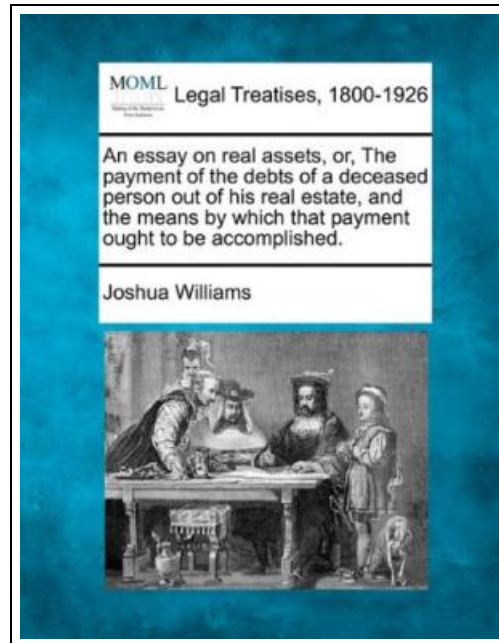 MOML
Legal Treatises, 1800-1926
An essay on real assets, or, The
payment of the debts of a deceased
person out of his real estate, and
the means by which that payment
ought to be accomplished.
Joshua Williams